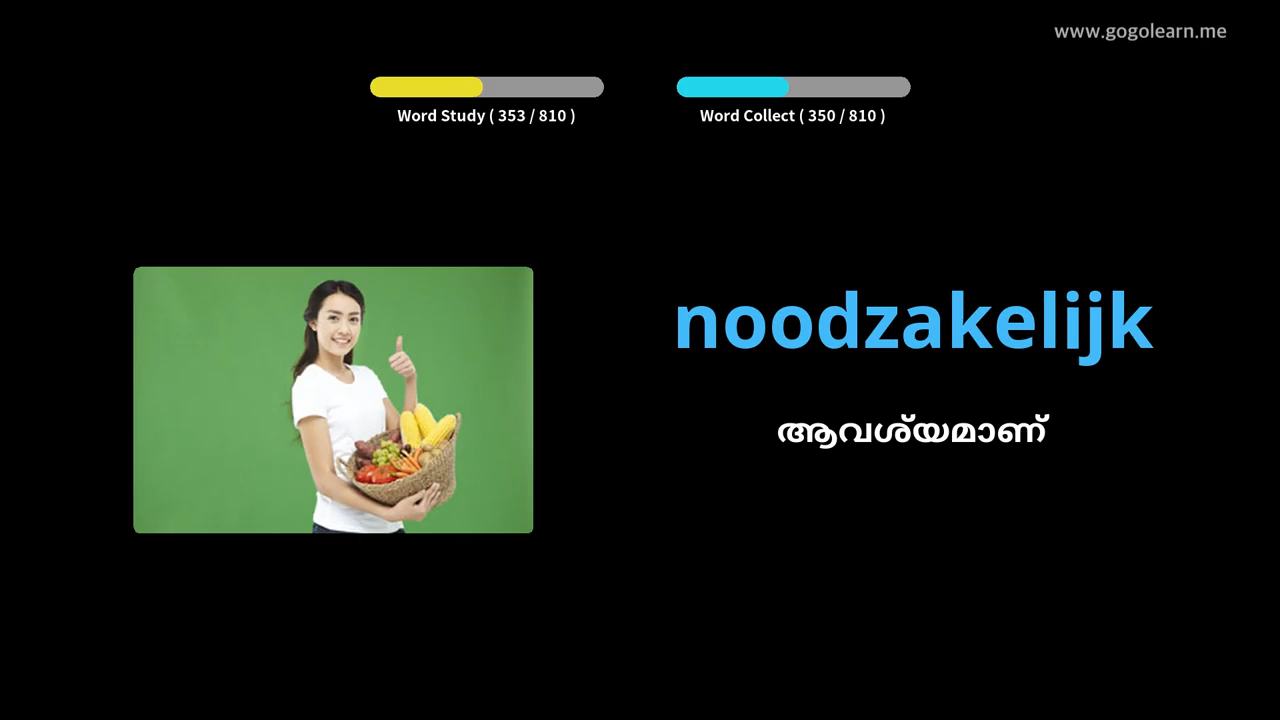 www.gogolearn.me
Word Study ( 353 / 810 )
Word Collect ( 350 / 810 )
noodzakelijk
ആവശ്യമാണ്